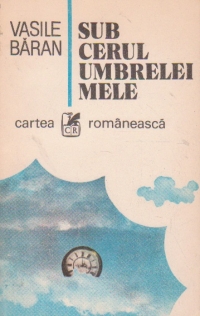 VASILE
BĂRAN
SUB
CERUL
UMBRELEI
MELE
cartea CR românească